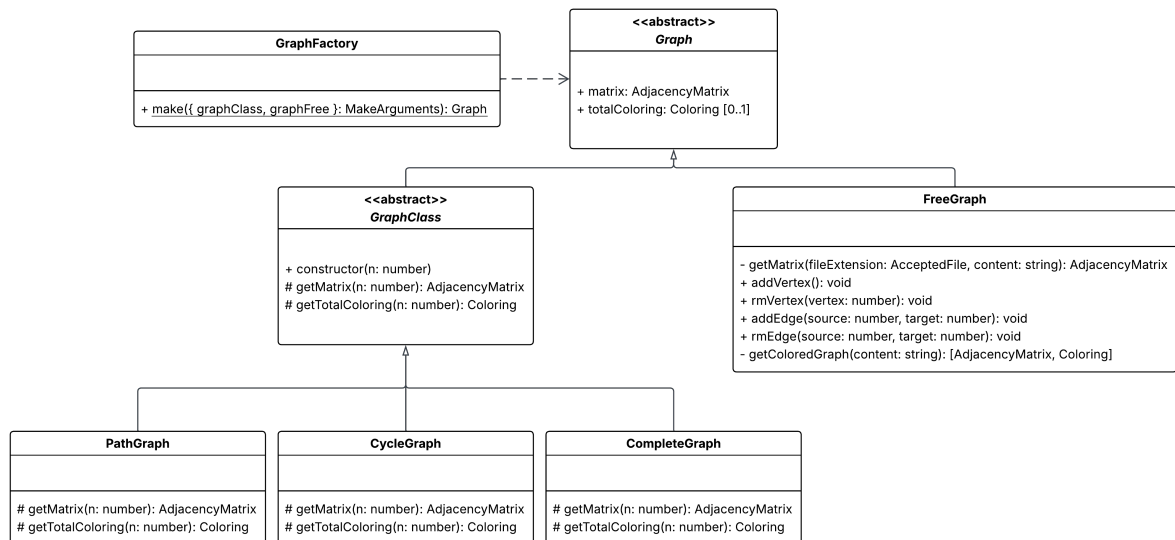 GraphFactory
+ make({ graphClass, graphFree }: MakeArguments): Graph
<<abstract>>
Graph
+ matrix: AdjacencyMatrix
+ totalColoring: Coloring [0..1]
<<abstract>>
GraphClass
+ constructor(n: number)
# getMatrix(n: number): AdjacencyMatrix
# getTotalColoring(n: number): Coloring
FreeGraph
- getMatrix(fileExtension: AcceptedFile, content: string): AdjacencyMatrix
+ addVertex(): void
+ rmVertex(vertex: number): void
+ addEdge(source: number, target: number): void
+ rmEdge(source: number, target: number): void
- getColoredGraph(content: string): [AdjacencyMatrix, Coloring]
PathGraph
# getMatrix(n: number): AdjacencyMatrix
# getTotalColoring(n: number): Coloring
CycleGraph
# getMatrix(n: number): AdjacencyMatrix
# getTotalColoring(n: number): Coloring
CompleteGraph
# getMatrix(n: number): AdjacencyMatrix
# getTotalColoring(n: number): Coloring